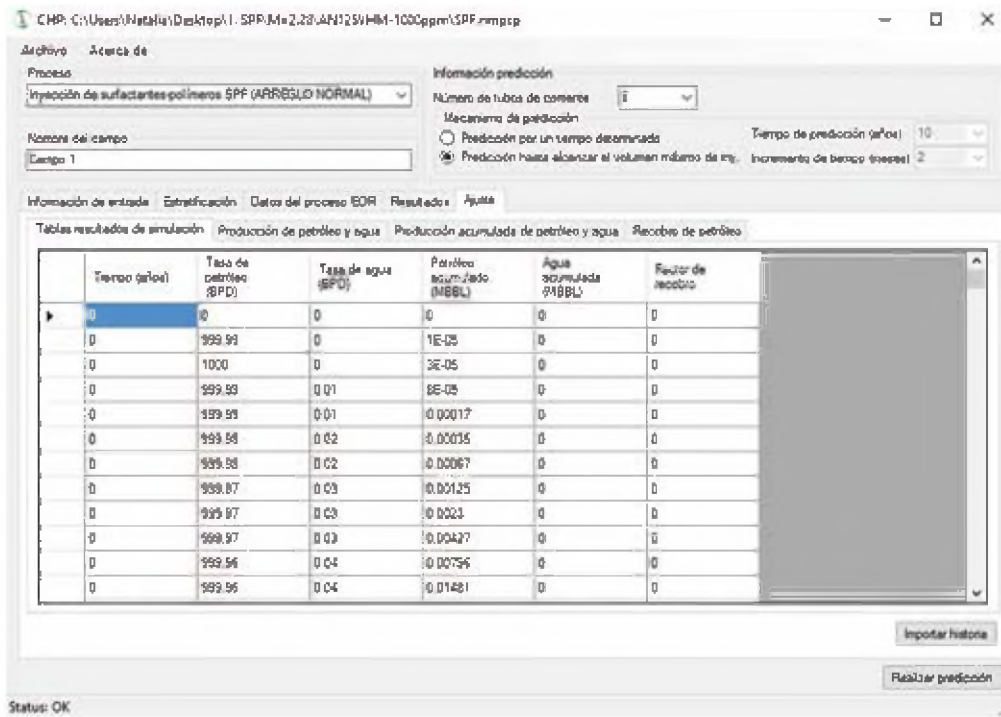 CHP: C:\Users\Natalia\Desktop\1. SPP\
Archivo Acerca de
Proceso
Inyección de surfactantes-polímeros SPF (ARREGLO NORMAL)
Nombre del campo
Campo 1
Información predicción
Número de tubos de corriente
Mecanismo de predicción
Predicción por un tiempo determinado
Predicción hasta alcanzar el volumen máximo de iny.
Tiempo de predicción (años) 10
Incremento de tiempo (meses) 2
Información de entrada Estratificación Datos del proceso EOR Resultados Ajuste
Tablas resultados de simulación Producción de petróleo y agua Producción acumulada de petróleo y agua Recobro de petróleo
Tiempo (años) Tasa de petróleo (BPD) Tasa de agua (BPD) Petróleo acumulado (MBBL) Agua acumulada (MBBL) Factor de recobro
0 0 0 0 0 0
0 999.99 0 1E-05 0 0
0 1000 0 3E-05 0 0
0 999.99 0.01 0 0
0 999.99 0.01 0.00017 0 0
0 999.98 0.02 0.00035 0 0
0 999.98 0.02 0.00067 0 0
0 999.97 0.03 0.00125 0 0
0 999.97 0.03 0.0023 0 0
0 999.97 0.03 0.00427 0 0
0 999.96 0.04 0.00796 0 0
0 999.96 0.04 0.01481 0 0
Importar historia
Realizar predicción
Status: OK